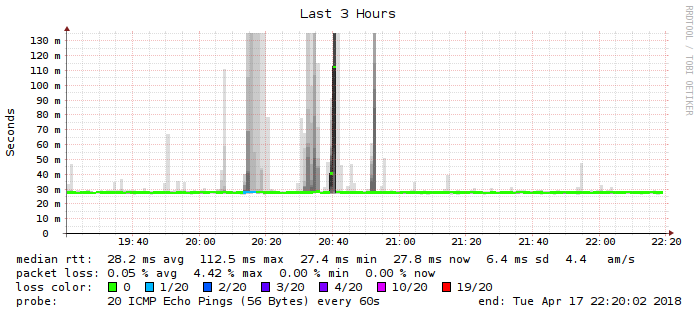 Last 3 Hours
RRDTOOL / TOBI OETIKER
Seconds
130 m
120 m
110 m
100 m
90 m
80 m
70 m
60 m
50 m
40 m
30 m
20 m
10 m
0
19:40 20:00 20:20 20:40 21:00 21:20 21:40 22:00 22:20
median rtt: 28.2 ms avg 112.5 ms max 27.4 ms min 27.8 ms now 6.4 ms sd 4.4 am/s
packet loss: 0.05 % avg 4.42 % max 0.00 % min 0.00 % now
loss color: 0 1/20 2/20 3/20 4/20 10/20 19/20
probe: 20 ICMP Echo Pings (56 Bytes) every 60s end: Tue Apr 17 22:20:02 2018